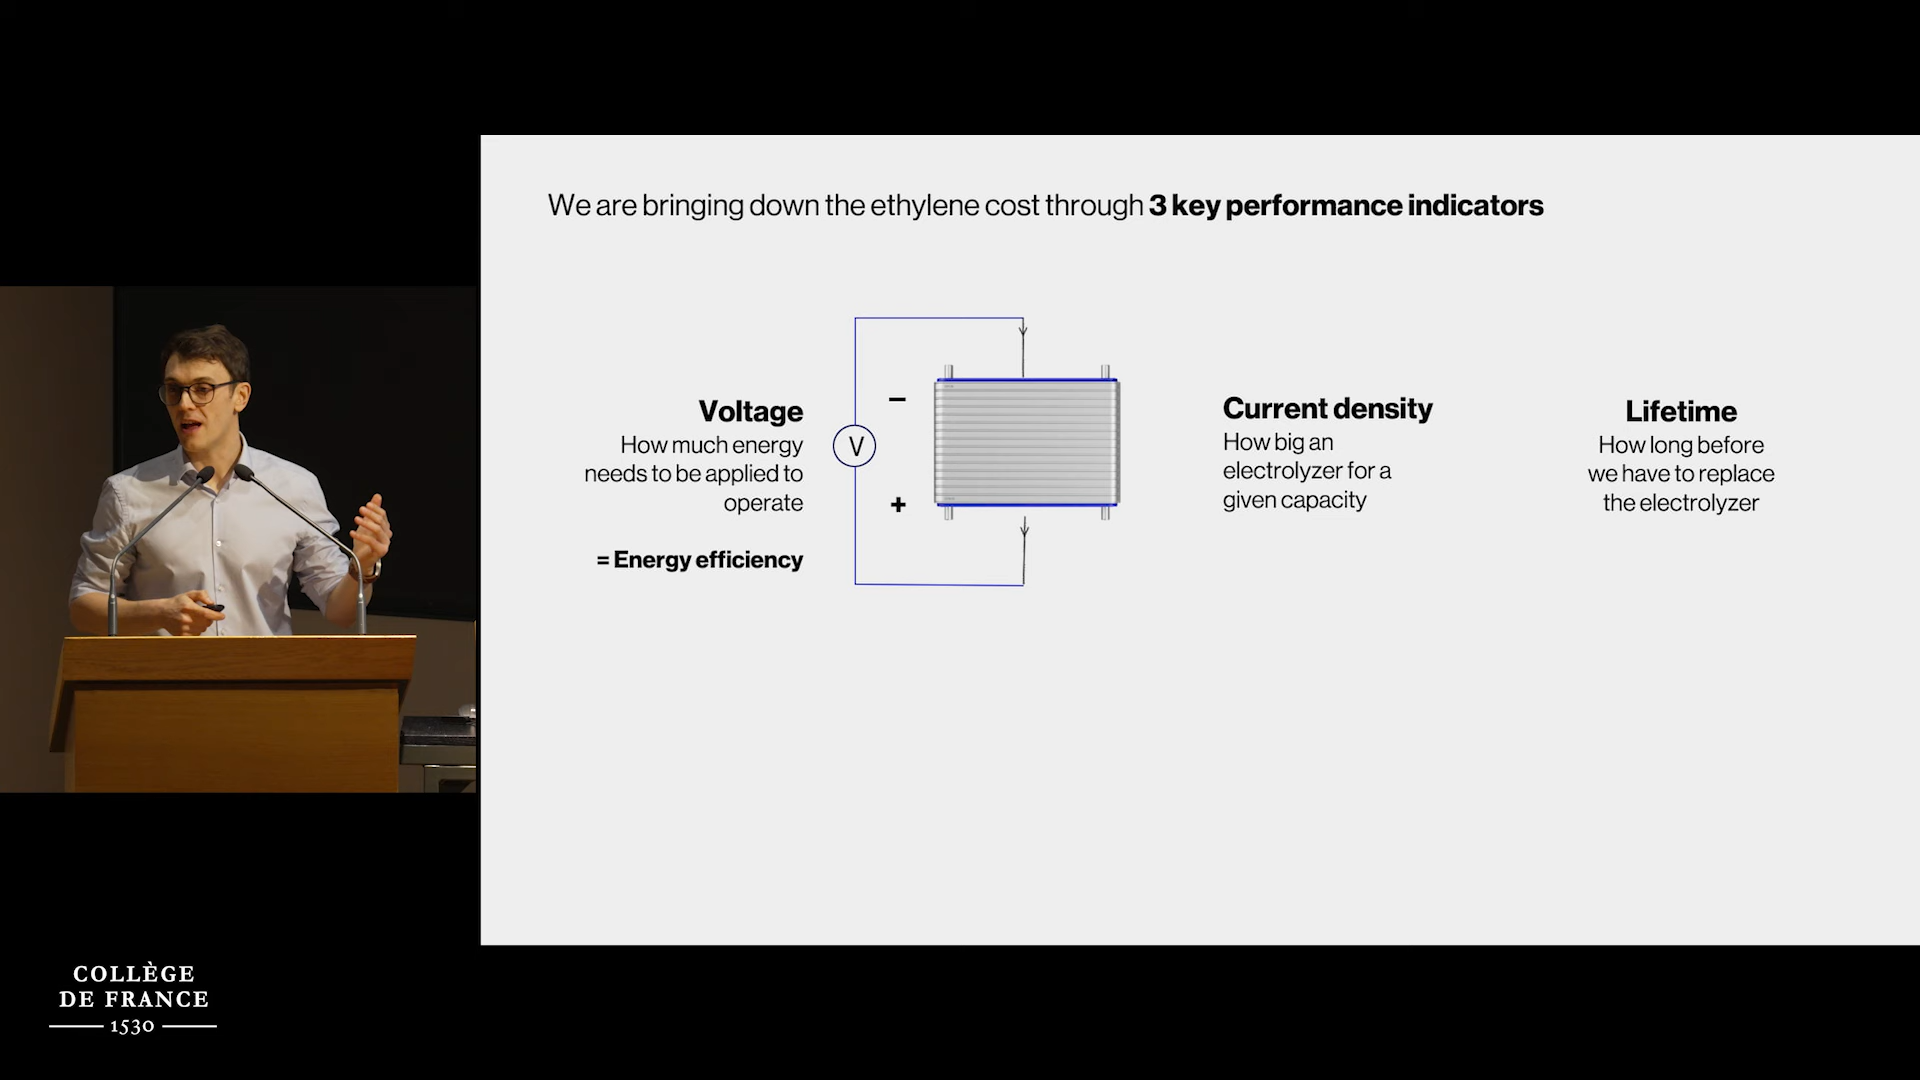 We are bringing down the ethylene cost through 3 key performance indicators
Voltage
How much energy
needs to be applied to
operate
= Energy efficiency
V
–
+
Current density
How big an
electrolyzer for a
given capacity
Lifetime
How long before
we have to replace
the electrolyzer
COLLÈGE
DE FRANCE
1530